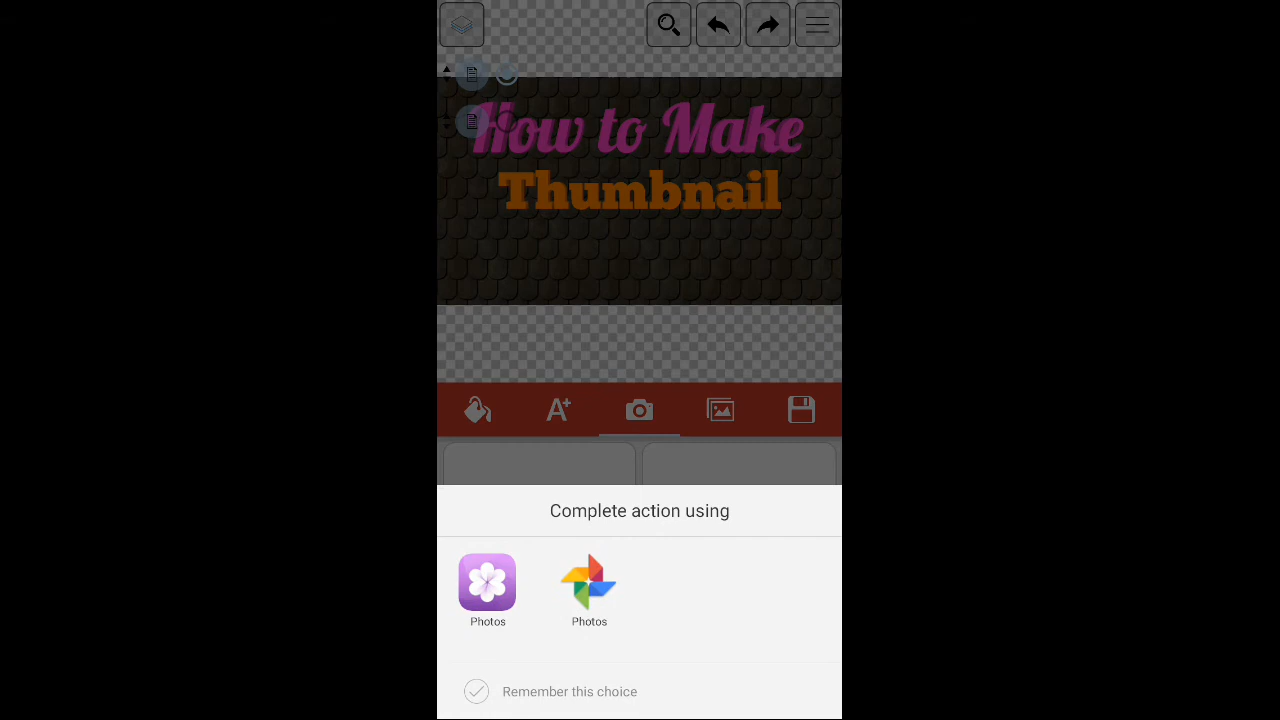 How to Make
Thumbnail
A+
Complete action using
Photos
Photos
Remember this choice